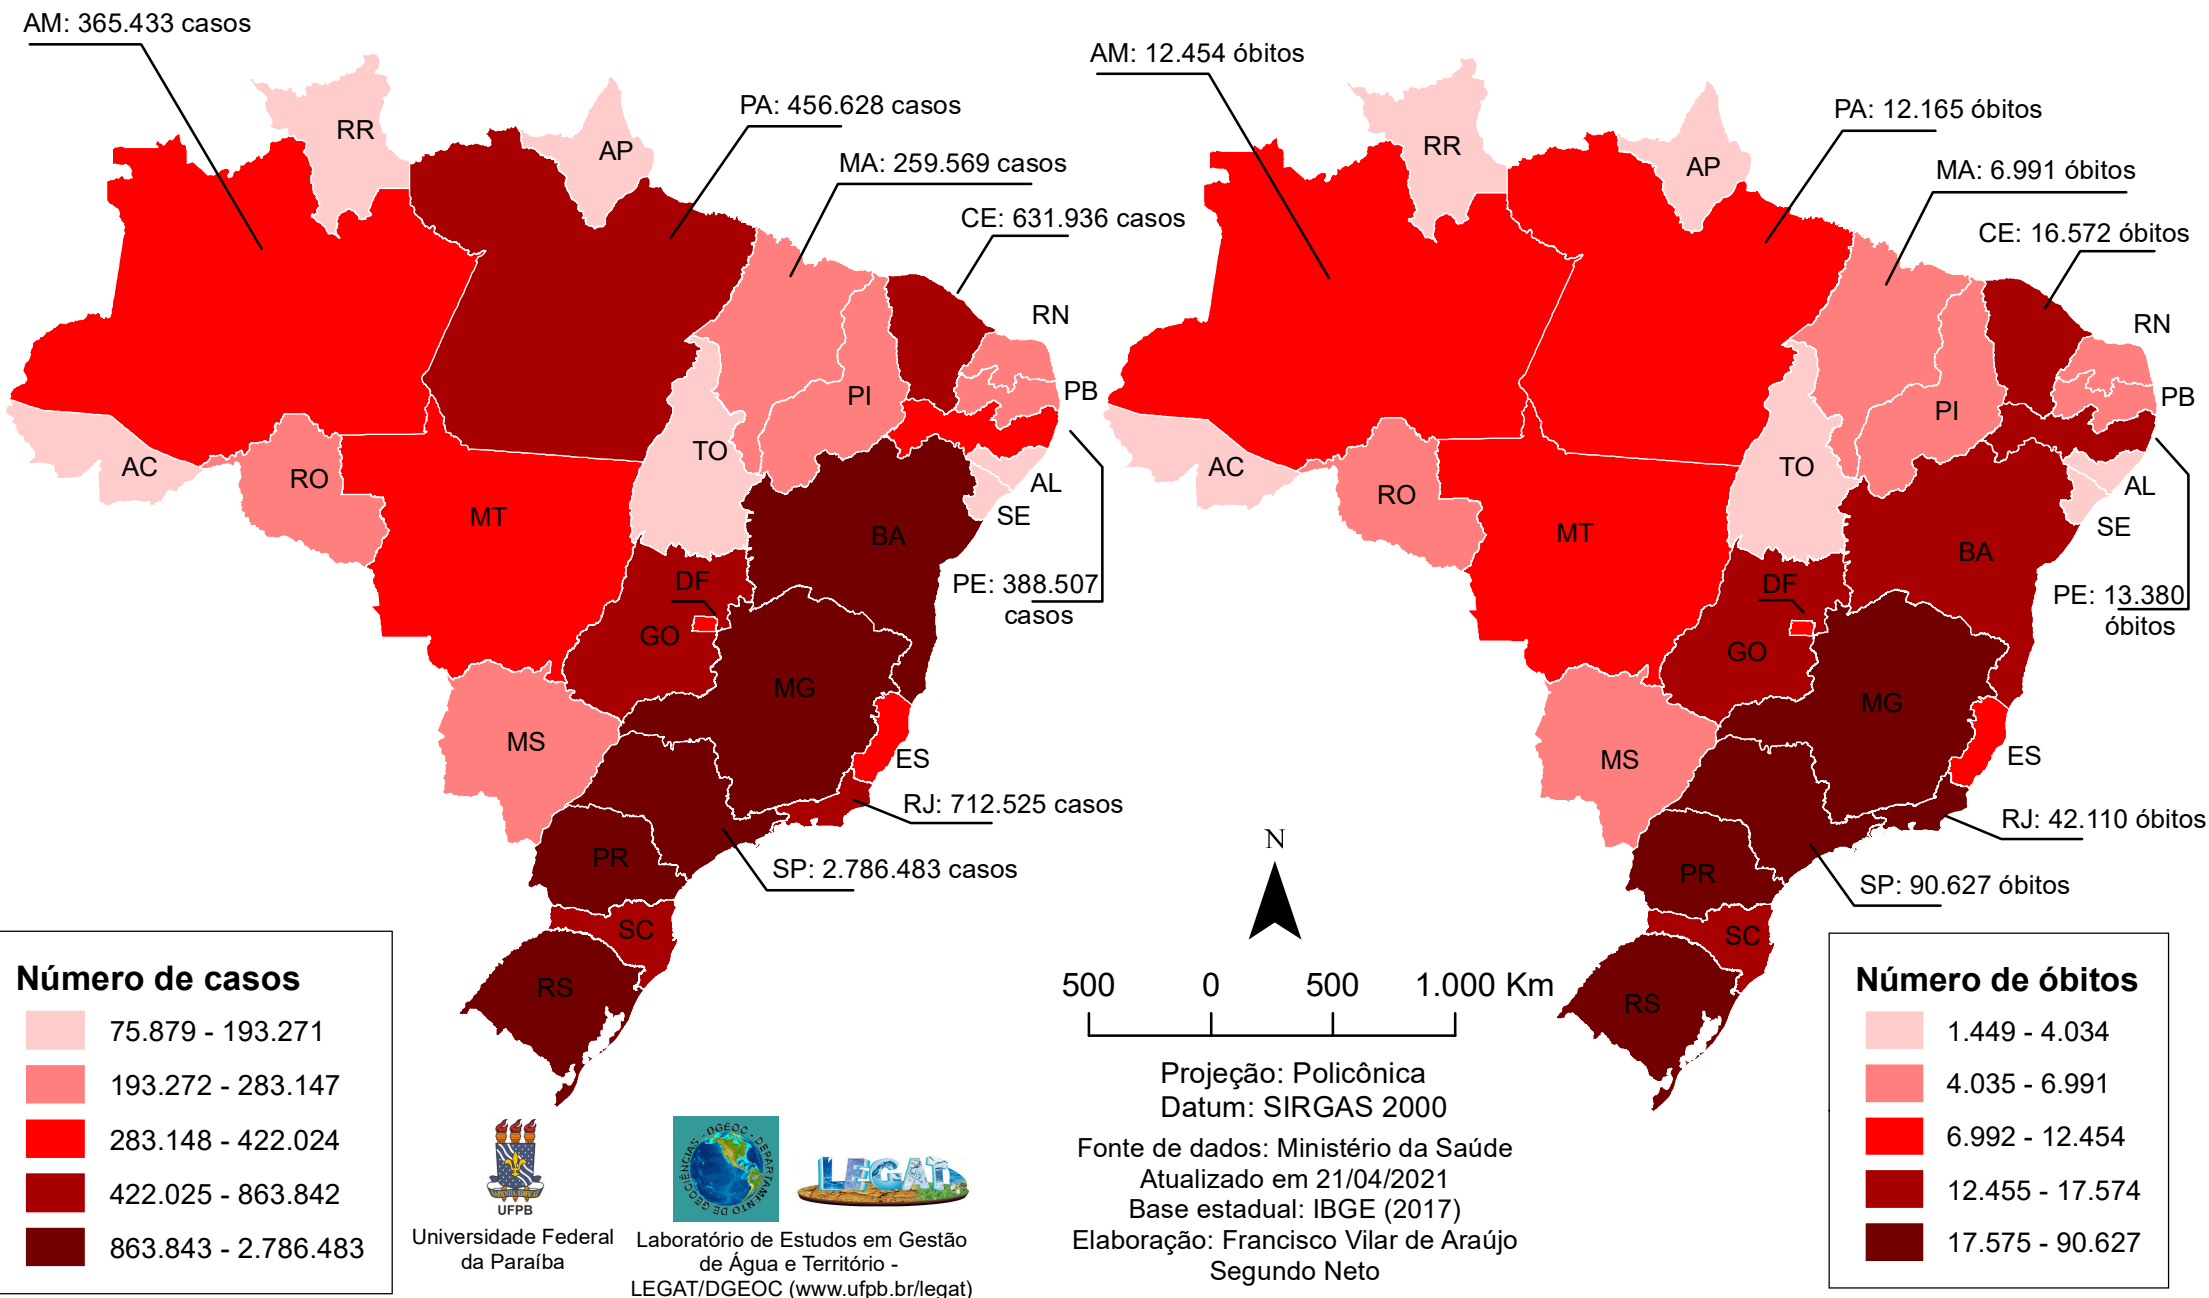 AM: 365.433 casos
RR
AP
PA: 456.628 casos
MA: 259.569 casos
CE: 631.936 casos
RN
PB
PI
TO
AC
RO
MT
AL
SE
BA
PE: 388.507
casos
DF
GO
MG
MS
ES
RJ: 712.525 casos
PR
SP: 2.786.483 casos
SC
RS
AM: 12.454 óbitos
RR
AP
PA: 12.165 óbitos
MA: 6.991 óbitos
CE: 16.572 óbitos
RN
PB
PI
TO
AC
RO
MT
AL
SE
BA
PE: 13.380
óbitos
DF
GO
MG
MS
ES
RJ: 42.110 óbitos
PR
SP: 90.627 óbitos
SC
RS
Número de casos
75.879 - 193.271
193.272 - 283.147
283.148 - 422.024
422.025 - 863.842
863.843 - 2.786.483
UFPB
Universidade Federal
da Paraíba
DGEOC - DEPARTAMENTO DE GEOCIÊNCIAS
LEGAT
Laboratório de Estudos em Gestão
de Água e Território -
LEGAT/DGEOC (www.ufpb.br/legat)
N
500 0 500 1.000 Km
Projeção: Policônica
Datum: SIRGAS 2000
Fonte de dados: Ministério da Saúde
Atualizado em 21/04/2021
Base estadual: IBGE (2017)
Elaboração: Francisco Vilar de Araújo
Segundo Neto
Número de óbitos
1.449 - 4.034
4.035 - 6.991
6.992 - 12.454
12.455 - 17.574
17.575 - 90.627